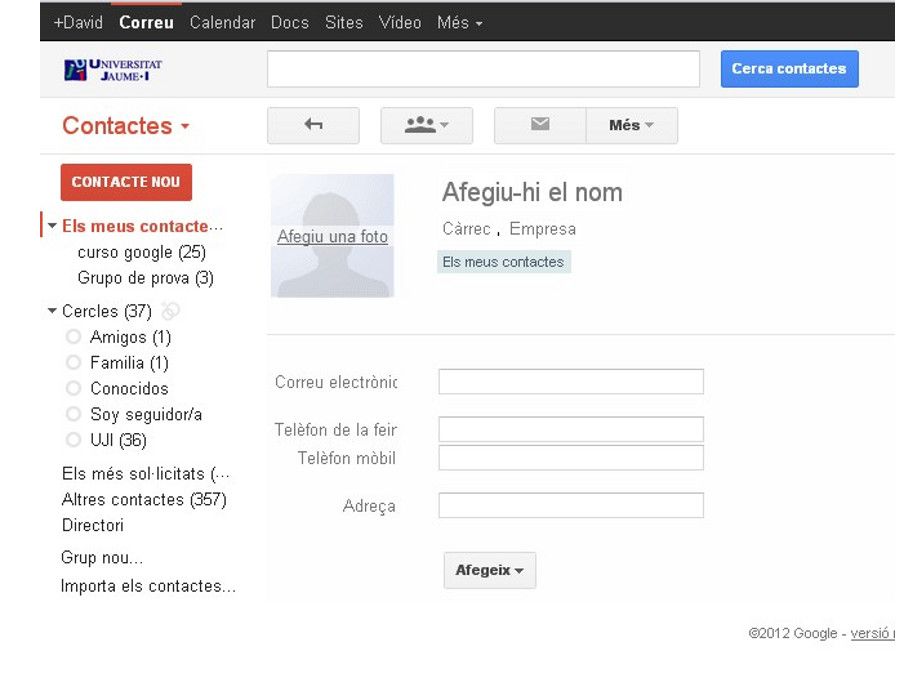 +David Correu Calendar Docs Sites Vídeo Més
UNIVERSITAT
JAUME·I
Cerca contactes
Contactes
Més
CONTACTE NOU
Els meus contacte...
curso google (25)
Grupo de prova (3)
Cercles (37)
Amigos (1)
Familia (1)
Conocidos
Soy seguidor/a
UJI (36)
Els més sol·licitats (...
Altres contactes (357)
Directori
Grup nou...
Importa els contactes...
Afegiu una foto
Afegiu-hi el nom
Càrrec , Empresa
Els meus contactes
Correu electrònic
Telèfon de la feir
Telèfon mòbil
Adreça
Afegeix
©2012 Google - versió